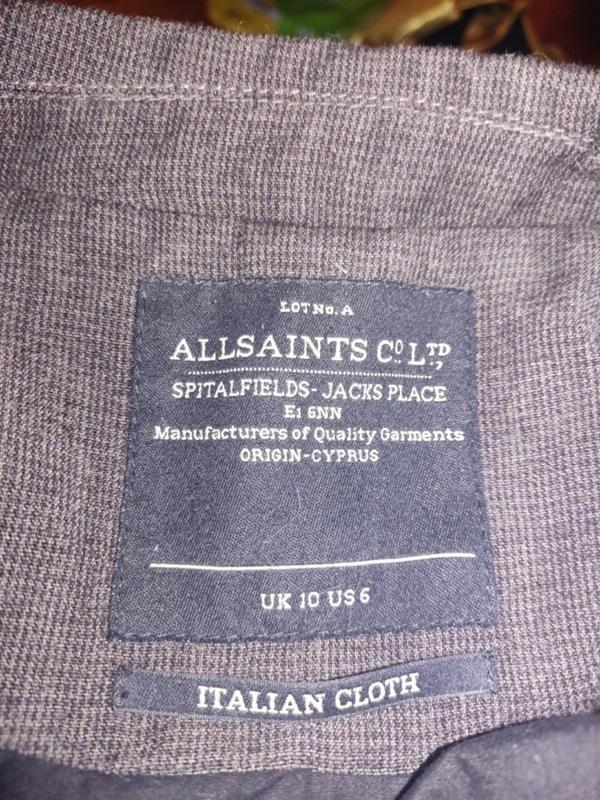 LOT No. A
ALLSAINTS Cº LTD,
SPITALFIELDS- JACKS PLACE
E1 6NN
Manufacturers of Quality Garments
ORIGIN-CYPRUS
UK 10 US 6
ITALIAN CLOTH